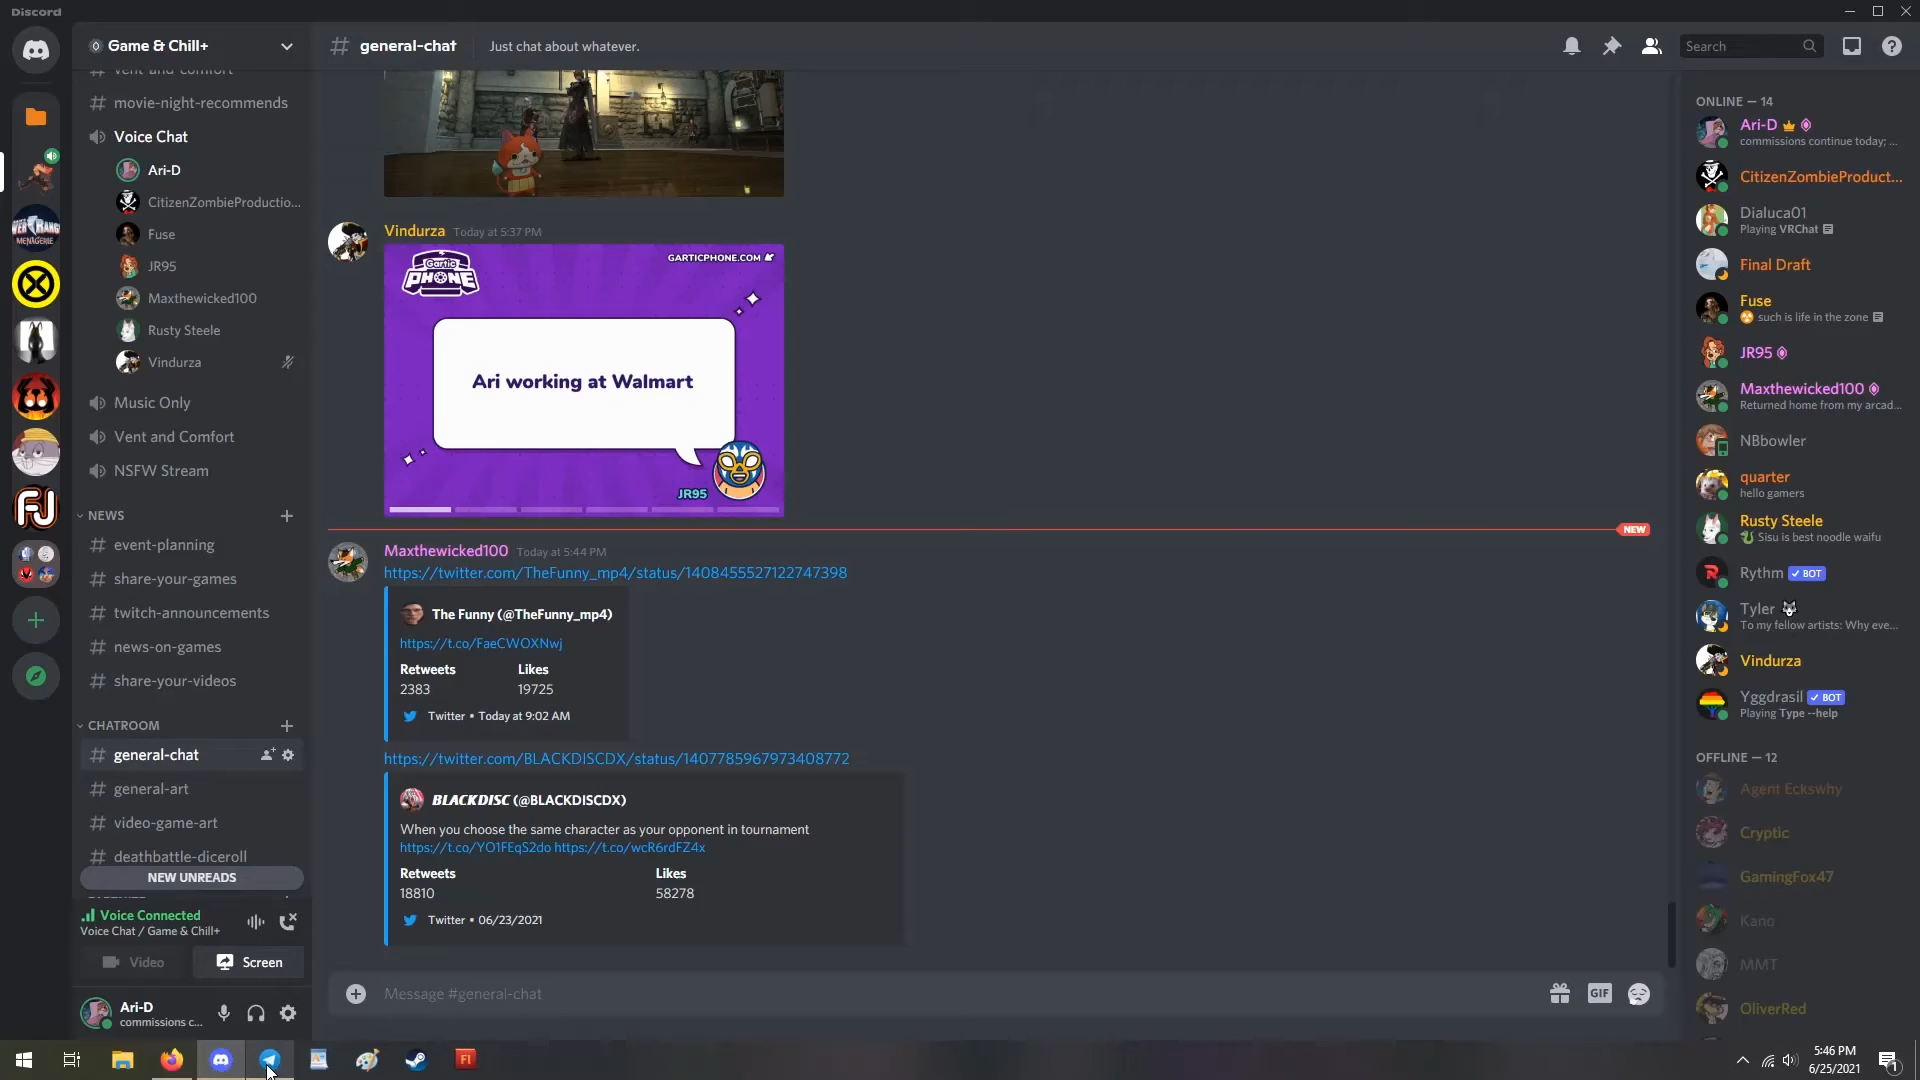 Discord
Game & Chill+
# general-chat
Just chat about whatever.
Search
# vent-and-comfort
# movie-night-recommends
Voice Chat
Ari-D
CitizenZombieProductio...
Fuse
JR95
Maxthewicked100
Rusty Steele
Vindurza
Music Only
Vent and Comfort
NSFW Stream
NEWS
# event-planning
# share-your-games
# twitch-announcements
# news-on-games
# share-your-videos
CHATROOM
# general-chat
# general-art
# video-game-art
# deathbattle-diceroll
NEW UNREADS
Voice Connected
Voice Chat / Game & Chill+
Video
Screen
Ari-D
commissions c...
Vindurza Today at 5:37 PM
Gartic
PHONE
GARTICPHONE.COM
Ari working at Walmart
JR95
NEW
Maxthewicked100 Today at 5:44 PM
https://twitter.com/TheFunny_mp4/status/1408455527122747398
The Funny (@TheFunny_mp4)
https://t.co/FaeCWOXNwj
Retweets Likes
2383 19725
Twitter • Today at 9:02 AM
https://twitter.com/BLACKDISCDX/status/1407785967973408772
BLACKDISC (@BLACKDISCDX)
When you choose the same character as your opponent in tournament
https://t.co/YO1FEqS2do https://t.co/wcR6rdFZ4x
Retweets Likes
18810 58278
Twitter • 06/23/2021
Message #general-chat
GIF
ONLINE — 14
Ari-D
commissions continue today; ...
CitizenZombieProduct...
Dialuca01
Playing VRChat
Final Draft
Fuse
such is life in the zone
JR95
Maxthewicked100
Returned home from my arcad...
NBbowler
quarter
hello gamers
Rusty Steele
Sisu is best noodle waifu
Rythm BOT
Tyler
To my fellow artists: Why eve...
Vindurza
Yggdrasil BOT
Playing Type --help
OFFLINE — 12
Agent Eckswhy
Cryptic
GamingFox47
Kano
MMT
OliverRed
FJ
Fl
5:46 PM
6/25/2021
1